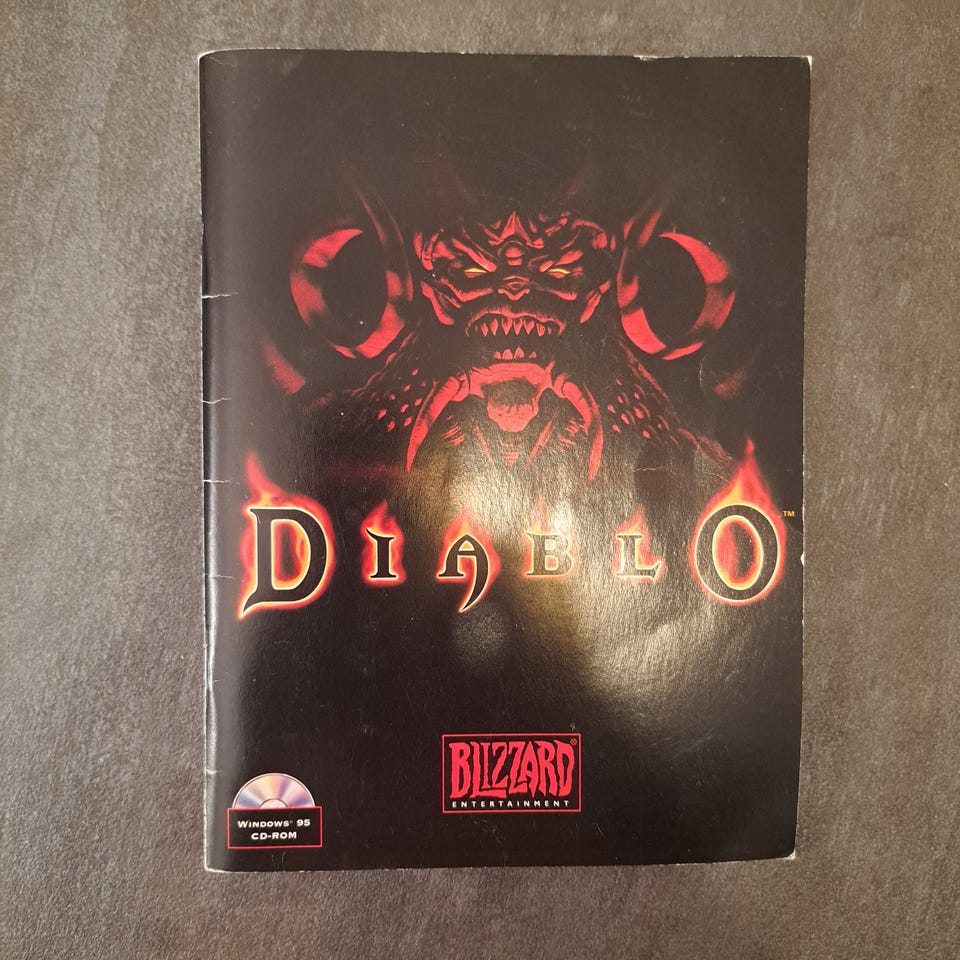 DIABLO™
BLIZZARD®
ENTERTAINMENT
WINDOWS® 95
CD-ROM